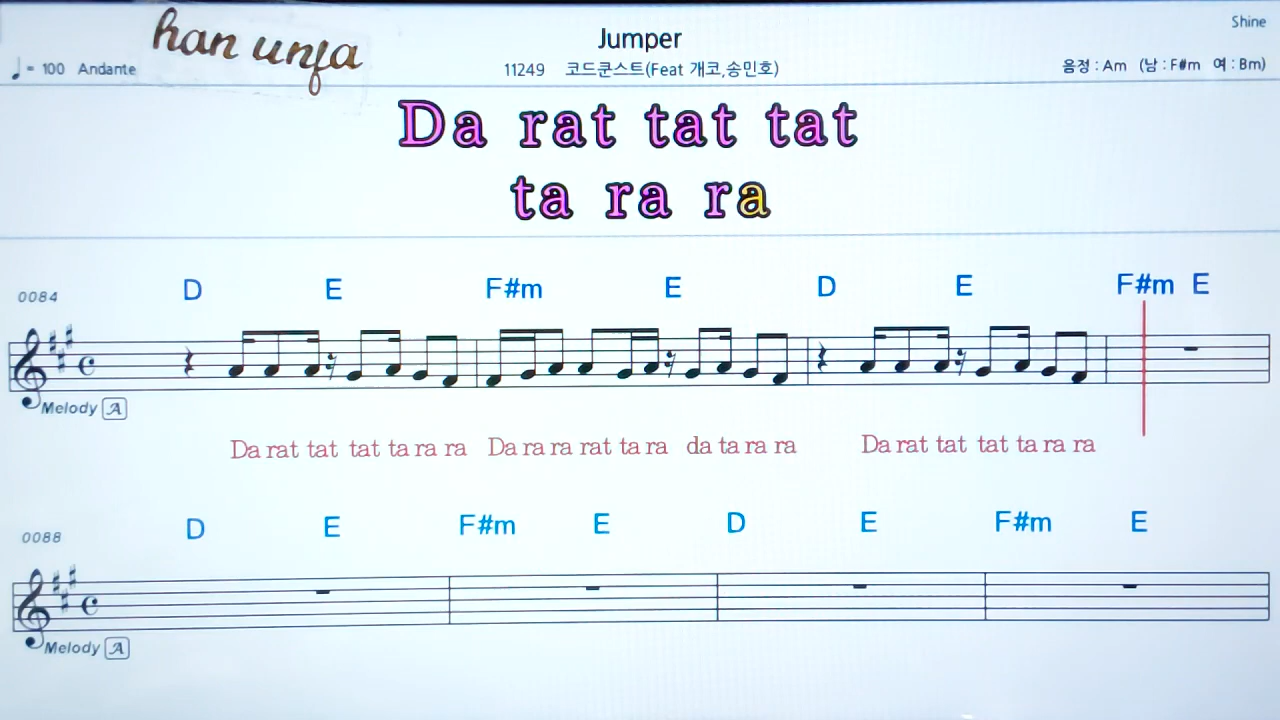 Shine
han unja
Jumper
♩= 100 Andante
11249 코드쿤스트(Feat 개코,송민호)
음정 : Am (남 : F#m 여 : Bm)
Da rat tat tat
ta ra ra
0084
D E F#m E D E F#m E
Melody A
Da rat tat tat ta ra ra Da ra ra rat ta ra da ta ra ra Da rat tat tat ta ra ra
0088
D E F#m E D E F#m E
Melody A